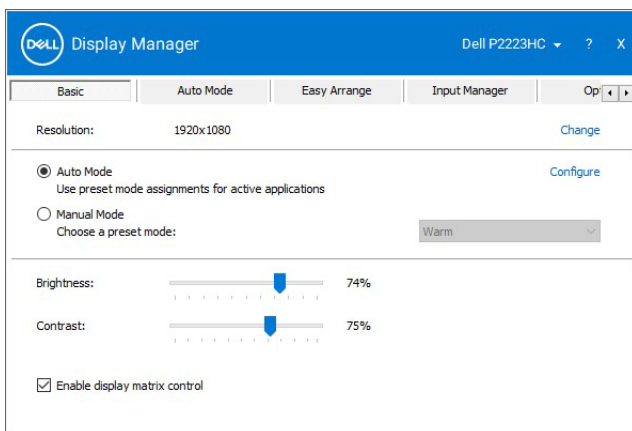 DELL Display Manager Dell P2223HC ? X
Basic Auto Mode Easy Arrange Input Manager Op
Resolution: 1920x1080 Change
Auto Mode Configure
Use preset mode assignments for active applications
Manual Mode
Choose a preset mode: Warm
Brightness: 74%
Contrast: 75%
Enable display matrix control